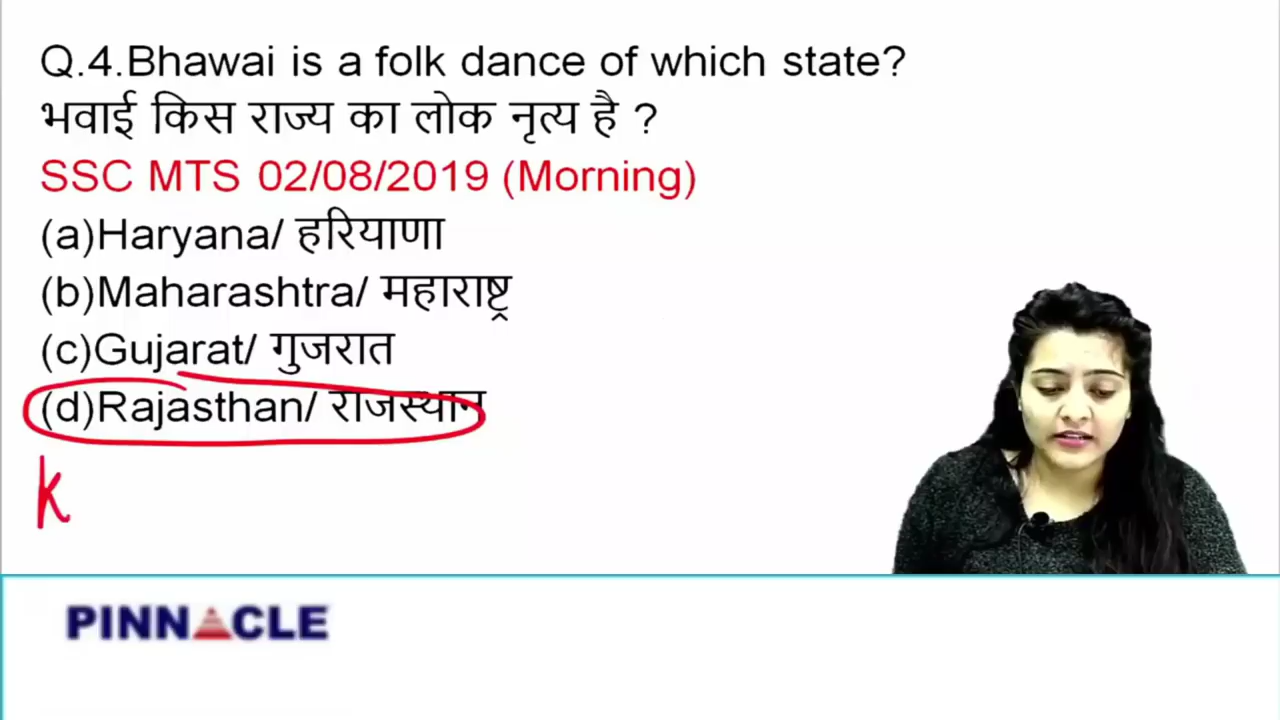 Q.4.Bhawai is a folk dance of which state?
भवाई किस राज्य का लोक नृत्य है ?
SSC MTS 02/08/2019 (Morning)
(a)Haryana/ हरियाणा
(b)Maharashtra/ महाराष्ट्र
(c)Gujarat/ गुजरात
(d)Rajasthan/ राजस्थान
k
PINNACLE